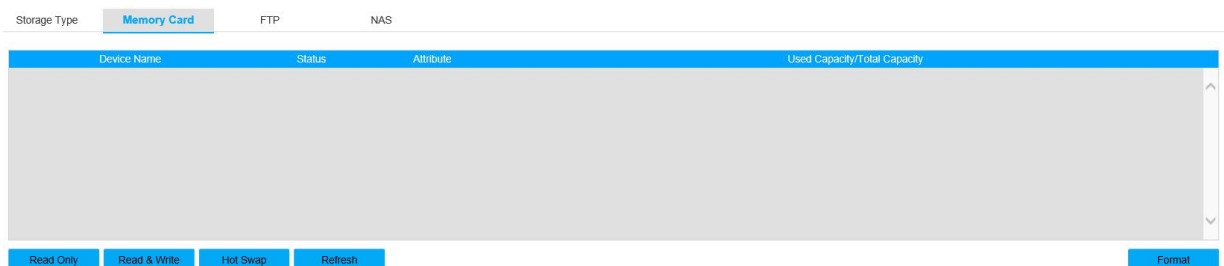 Storage Type Memory Card FTP NAS
Device Name Status Attribute Used Capacity/Total Capacity
Read Only Read & Write Hot Swap Refresh Format